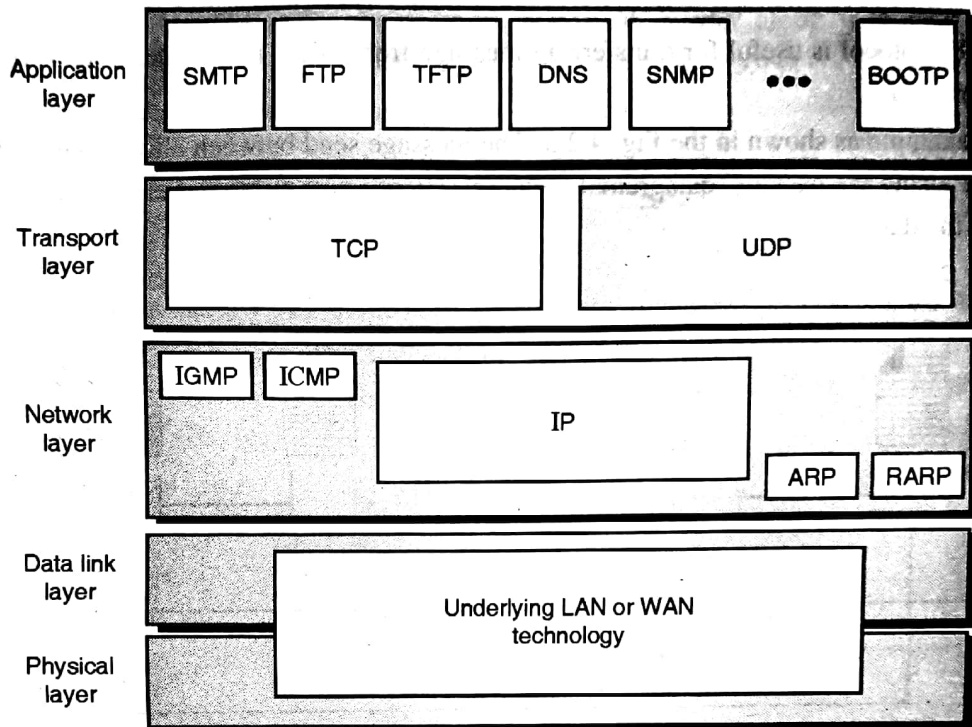 Application
layer
SMTP FTP TFTP DNS SNMP ••• BOOTP
Transport
layer
TCP UDP
Network
layer
IGMP ICMP
IP
ARP RARP
Data link
layer
Underlying LAN or WAN
technology
Physical
layer